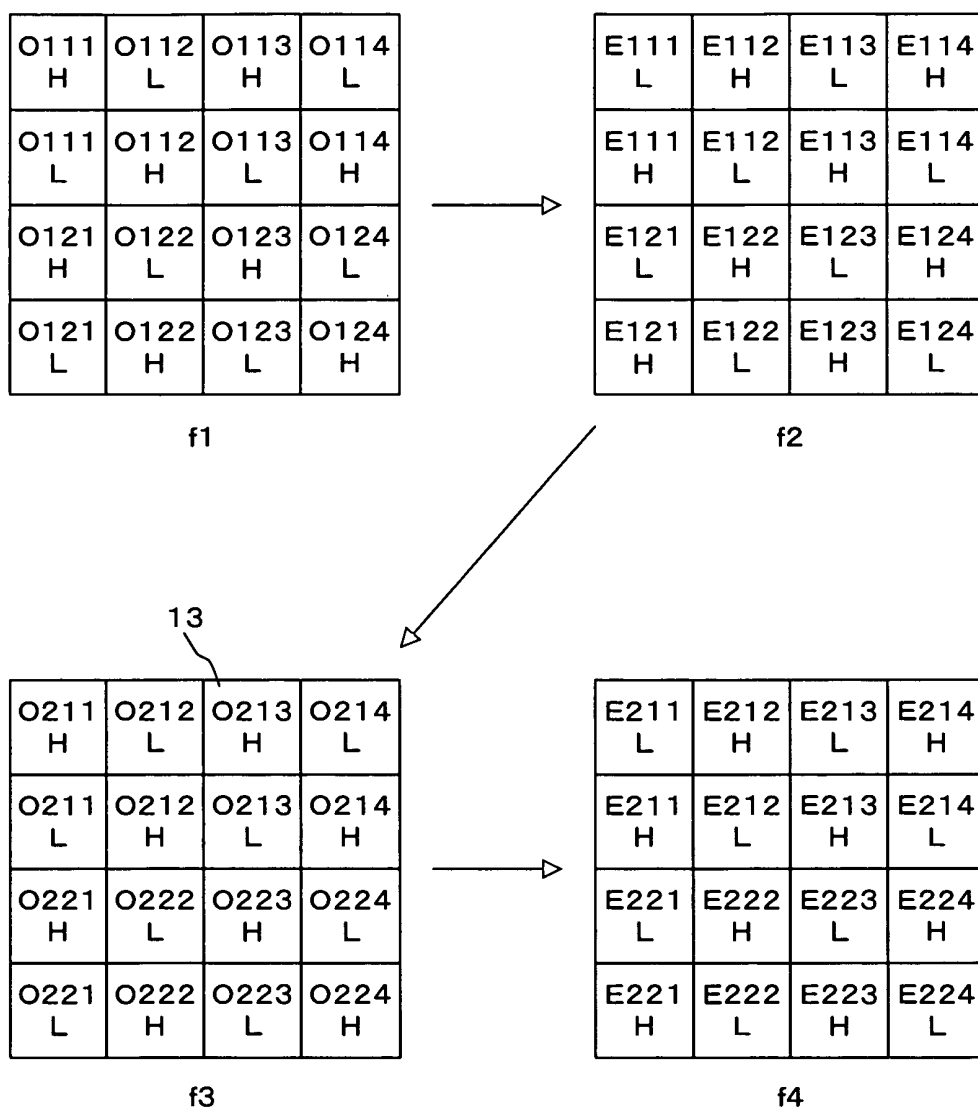 O111 O112 O113 O114
H L H L
O111 O112 O113 O114
L H L H
O121 O122 O123 O124
H L H L
O121 O122 O123 O124
L H L H
f1
E111 E112 E113 E114
L H L H
E111 E112 E113 E114
H L H L
E121 E122 E123 E124
L H L H
E121 E122 E123 E124
H L H L
f2
13
O211 O212 O213 O214
H L H L
O211 O212 O213 O214
L H L H
O221 O222 O223 O224
H L H L
O221 O222 O223 O224
L H L H
f3
E211 E212 E213 E214
L H L H
E211 E212 E213 E214
H L H L
E221 E222 E223 E224
L H L H
E221 E222 E223 E224
H L H L
f4